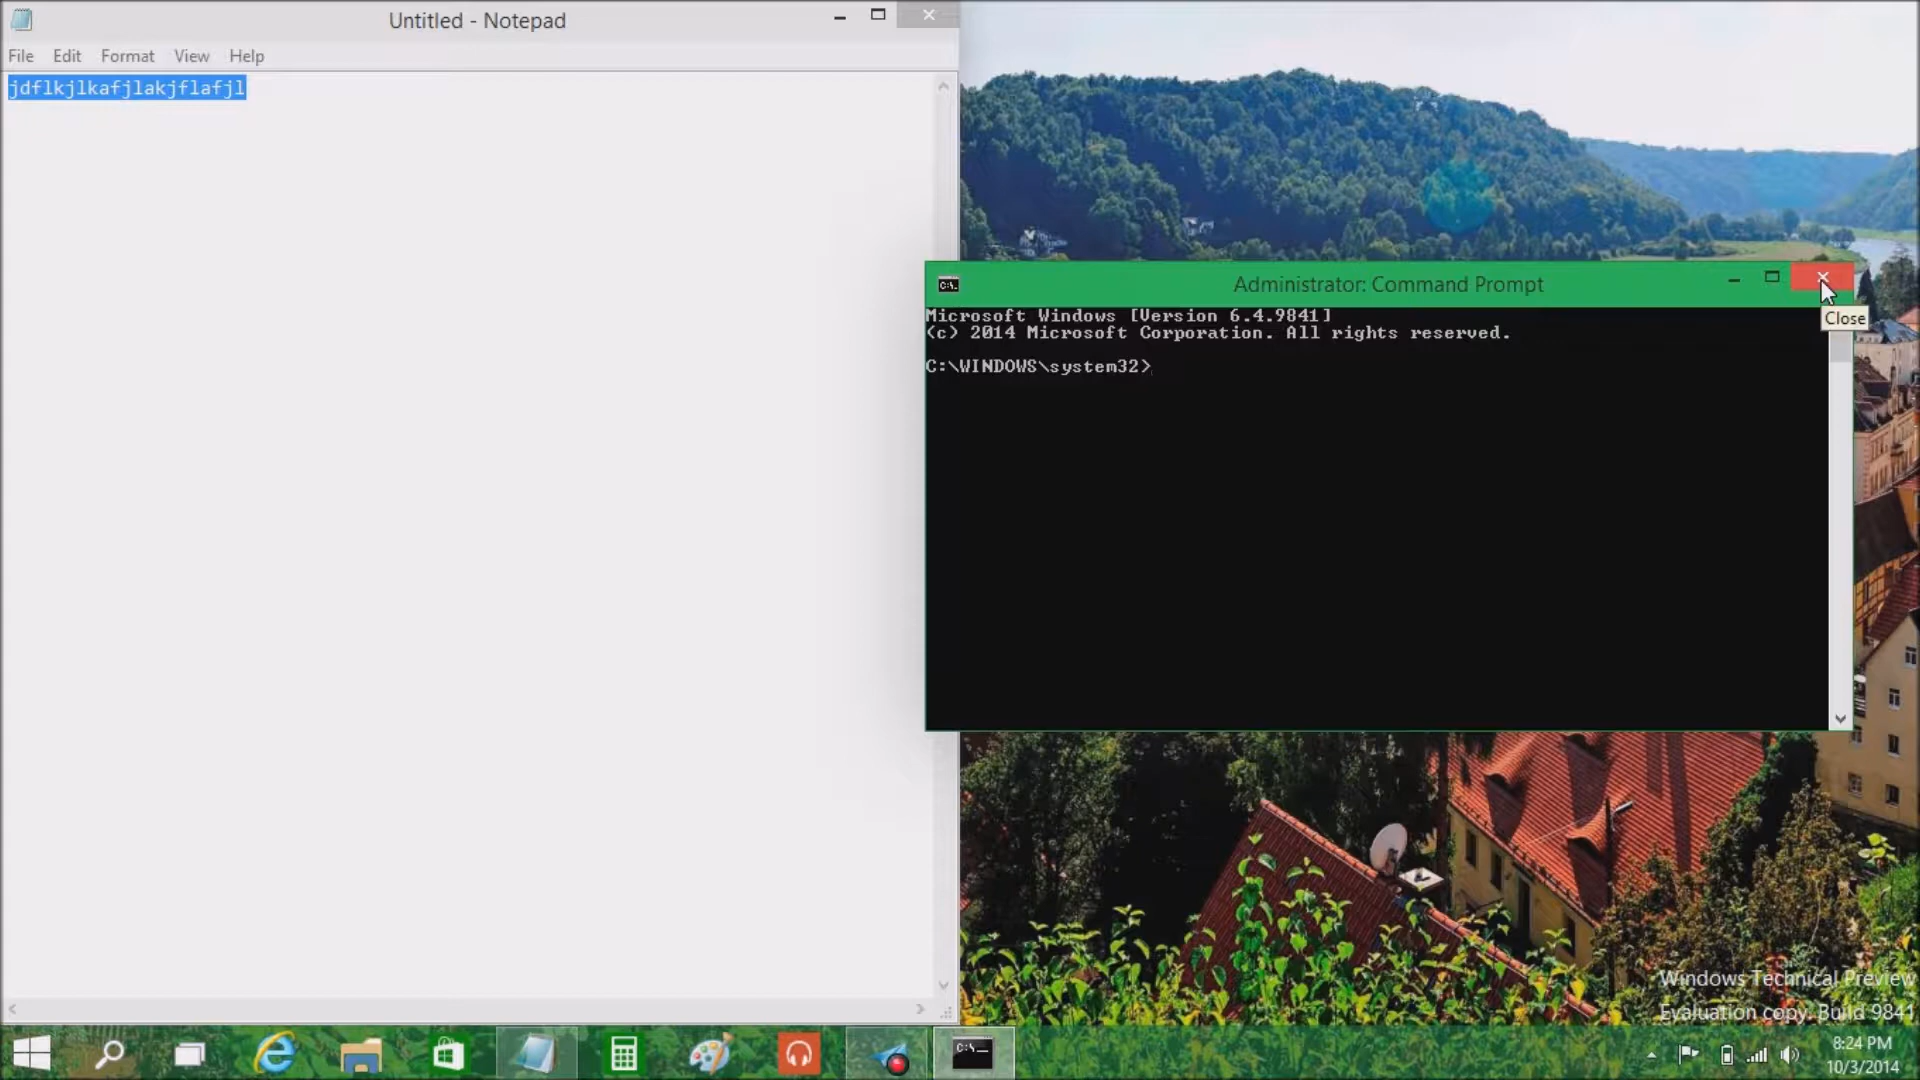 Untitled - Notepad
File Edit Format View Help
jdflkjlkafjlakjflafjl
Administrator: Command Prompt
Close
Microsoft Windows [Version 6.4.9841]
(c) 2014 Microsoft Corporation. All rights reserved.
C:\WINDOWS\system32>
Windows Technical Preview
Evaluation copy. Build 9841
8:24 PM
10/3/2014